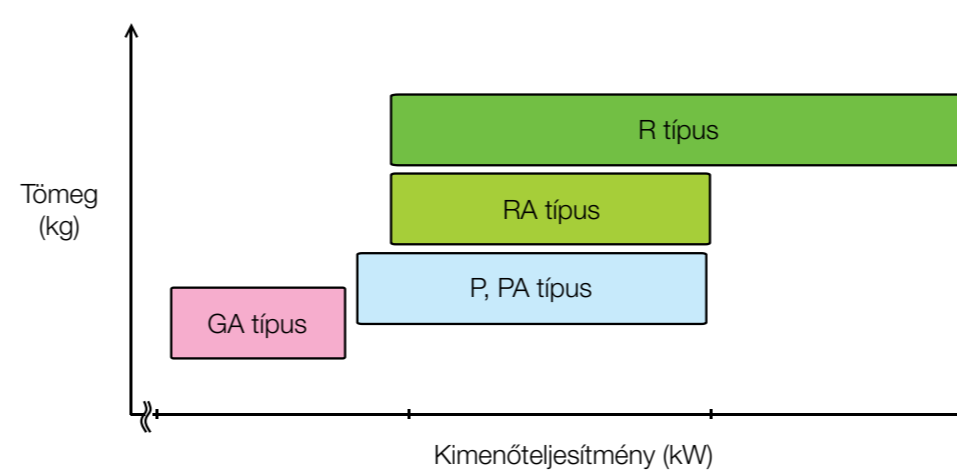 R típus
Tömeg
(kg)
RA típus
P, PA típus
GA típus
Kimenőteljesítmény (kW)